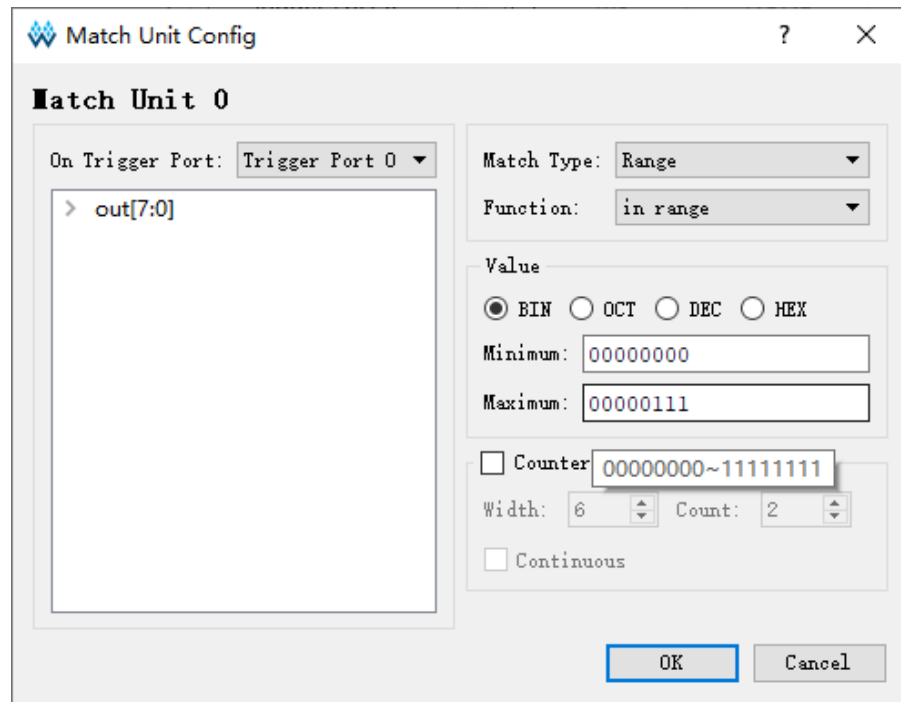 Match Unit Config
?
Match Unit 0
On Trigger Port: Trigger Port 0
out[7:0]
Match Type: Range
Function: in range
Value
BIN OCT DEC HEX
Minimum: 00000000
Maximum: 00000111
Counter
00000000~11111111
Width: 6 Count: 2
Continuous
OK Cancel